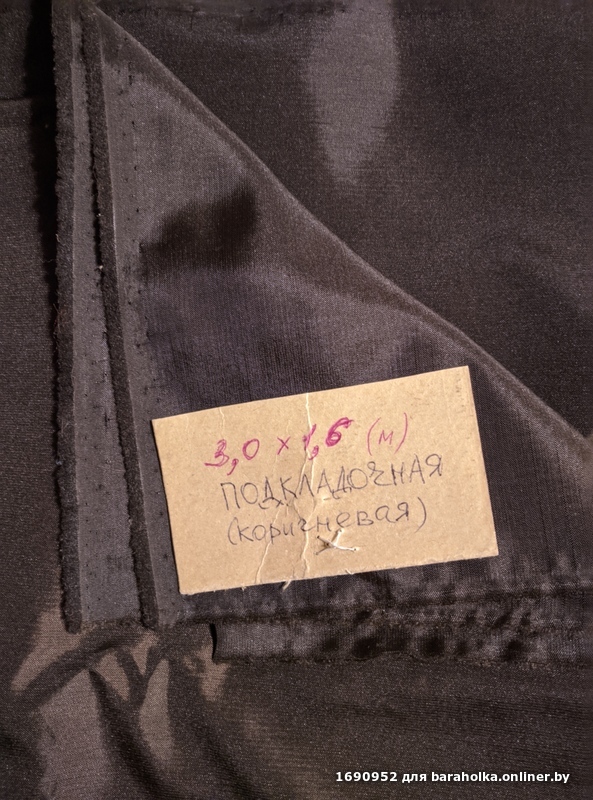 3,0 x 1,6 (м)
ПОДКЛАДОЧНАЯ
(коричневая)
1690952 для baraholka.onliner.by